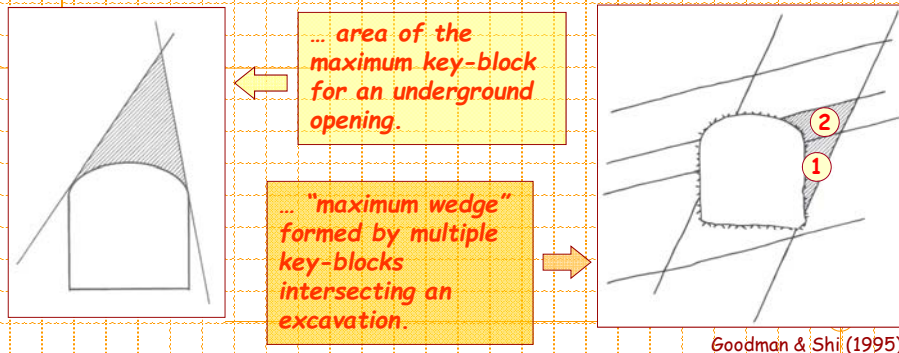 … area of the
maximum key-block
for an underground
opening.
… “maximum wedge”
formed by multiple
key-blocks
intersecting an
excavation.
2
1
Goodman & Shi (1995)